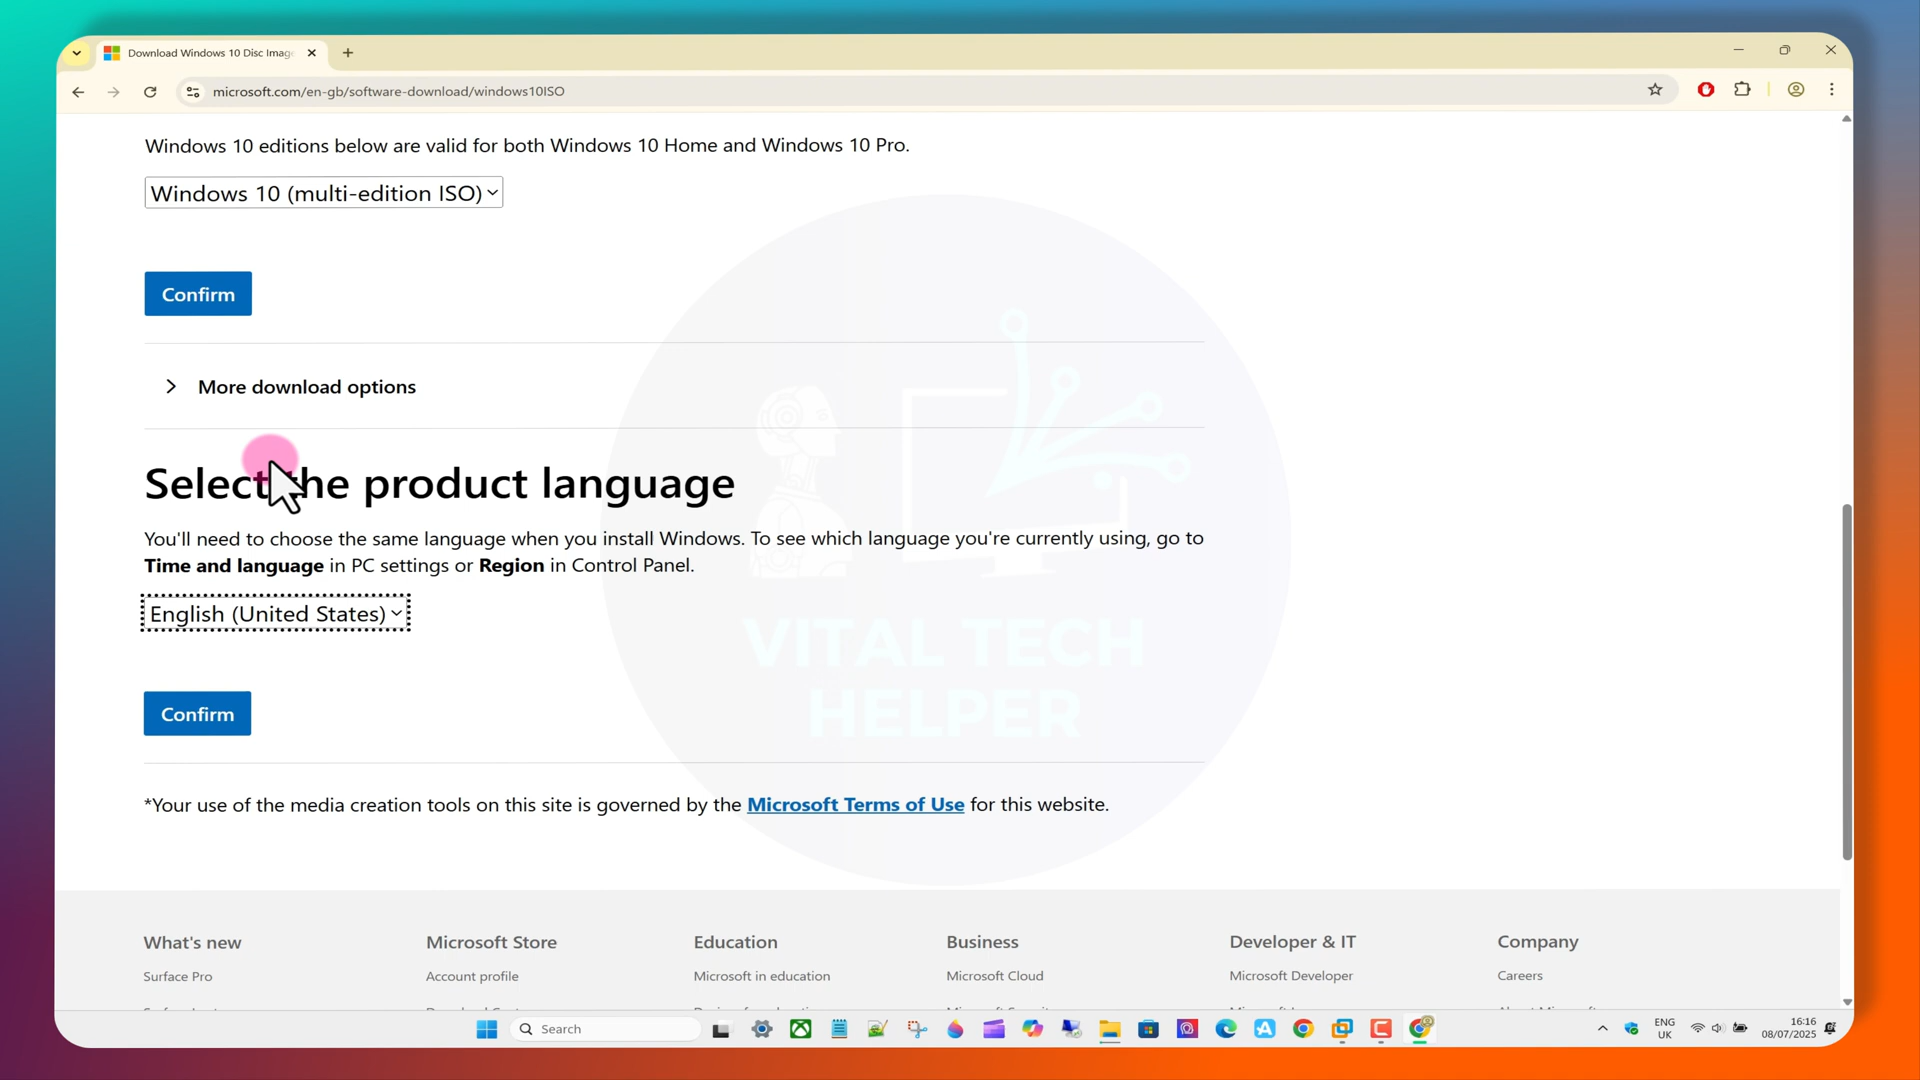 Download Windows 10 Disc Imag
microsoft.com/en-gb/software-download/windows10ISO
Windows 10 editions below are valid for both Windows 10 Home and Windows 10 Pro.
Windows 10 (multi-edition ISO)
Confirm
More download options
Select the product language
You'll need to choose the same language when you install Windows. To see which language you're currently using, go to
Time and language in PC settings or Region in Control Panel.
English (United States)
VITAL TECH
HELPER
Confirm
*Your use of the media creation tools on this site is governed by the Microsoft Terms of Use for this website.
What's new Microsoft Store Education Business Developer & IT Company
Surface Pro Account profile Microsoft in education Microsoft Cloud Microsoft Developer Careers
Search
ENG
UK
16:16
08/07/2025